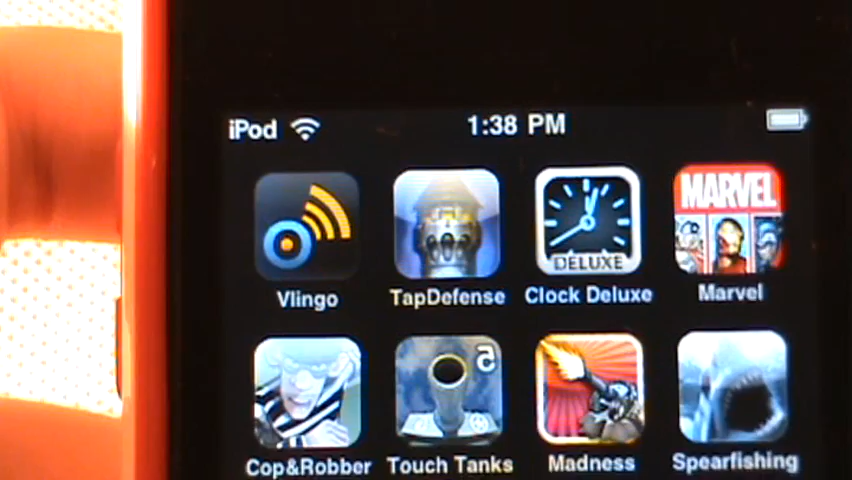 iPod 1:38 PM
MARVEL
DELUXE
Vlingo TapDefense Clock Deluxe Marvel
5
Cop&Robber Touch Tanks Madness Spearfishing